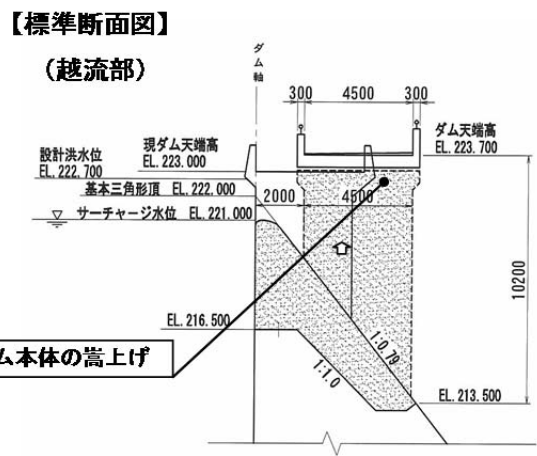 【標準断面図】
(越流部)
ダム軸
300 4500 300
現ダム天端高
EL. 223.000
ダム天端高
EL. 223.700
設計洪水位
EL. 222.700
基本三角形頂 EL. 222.000
2000 4500
サーチャージ水位 EL. 221.000
10200
EL. 216.500
1:0.79
ム本体の嵩上げ
1:1.0
EL. 213.500